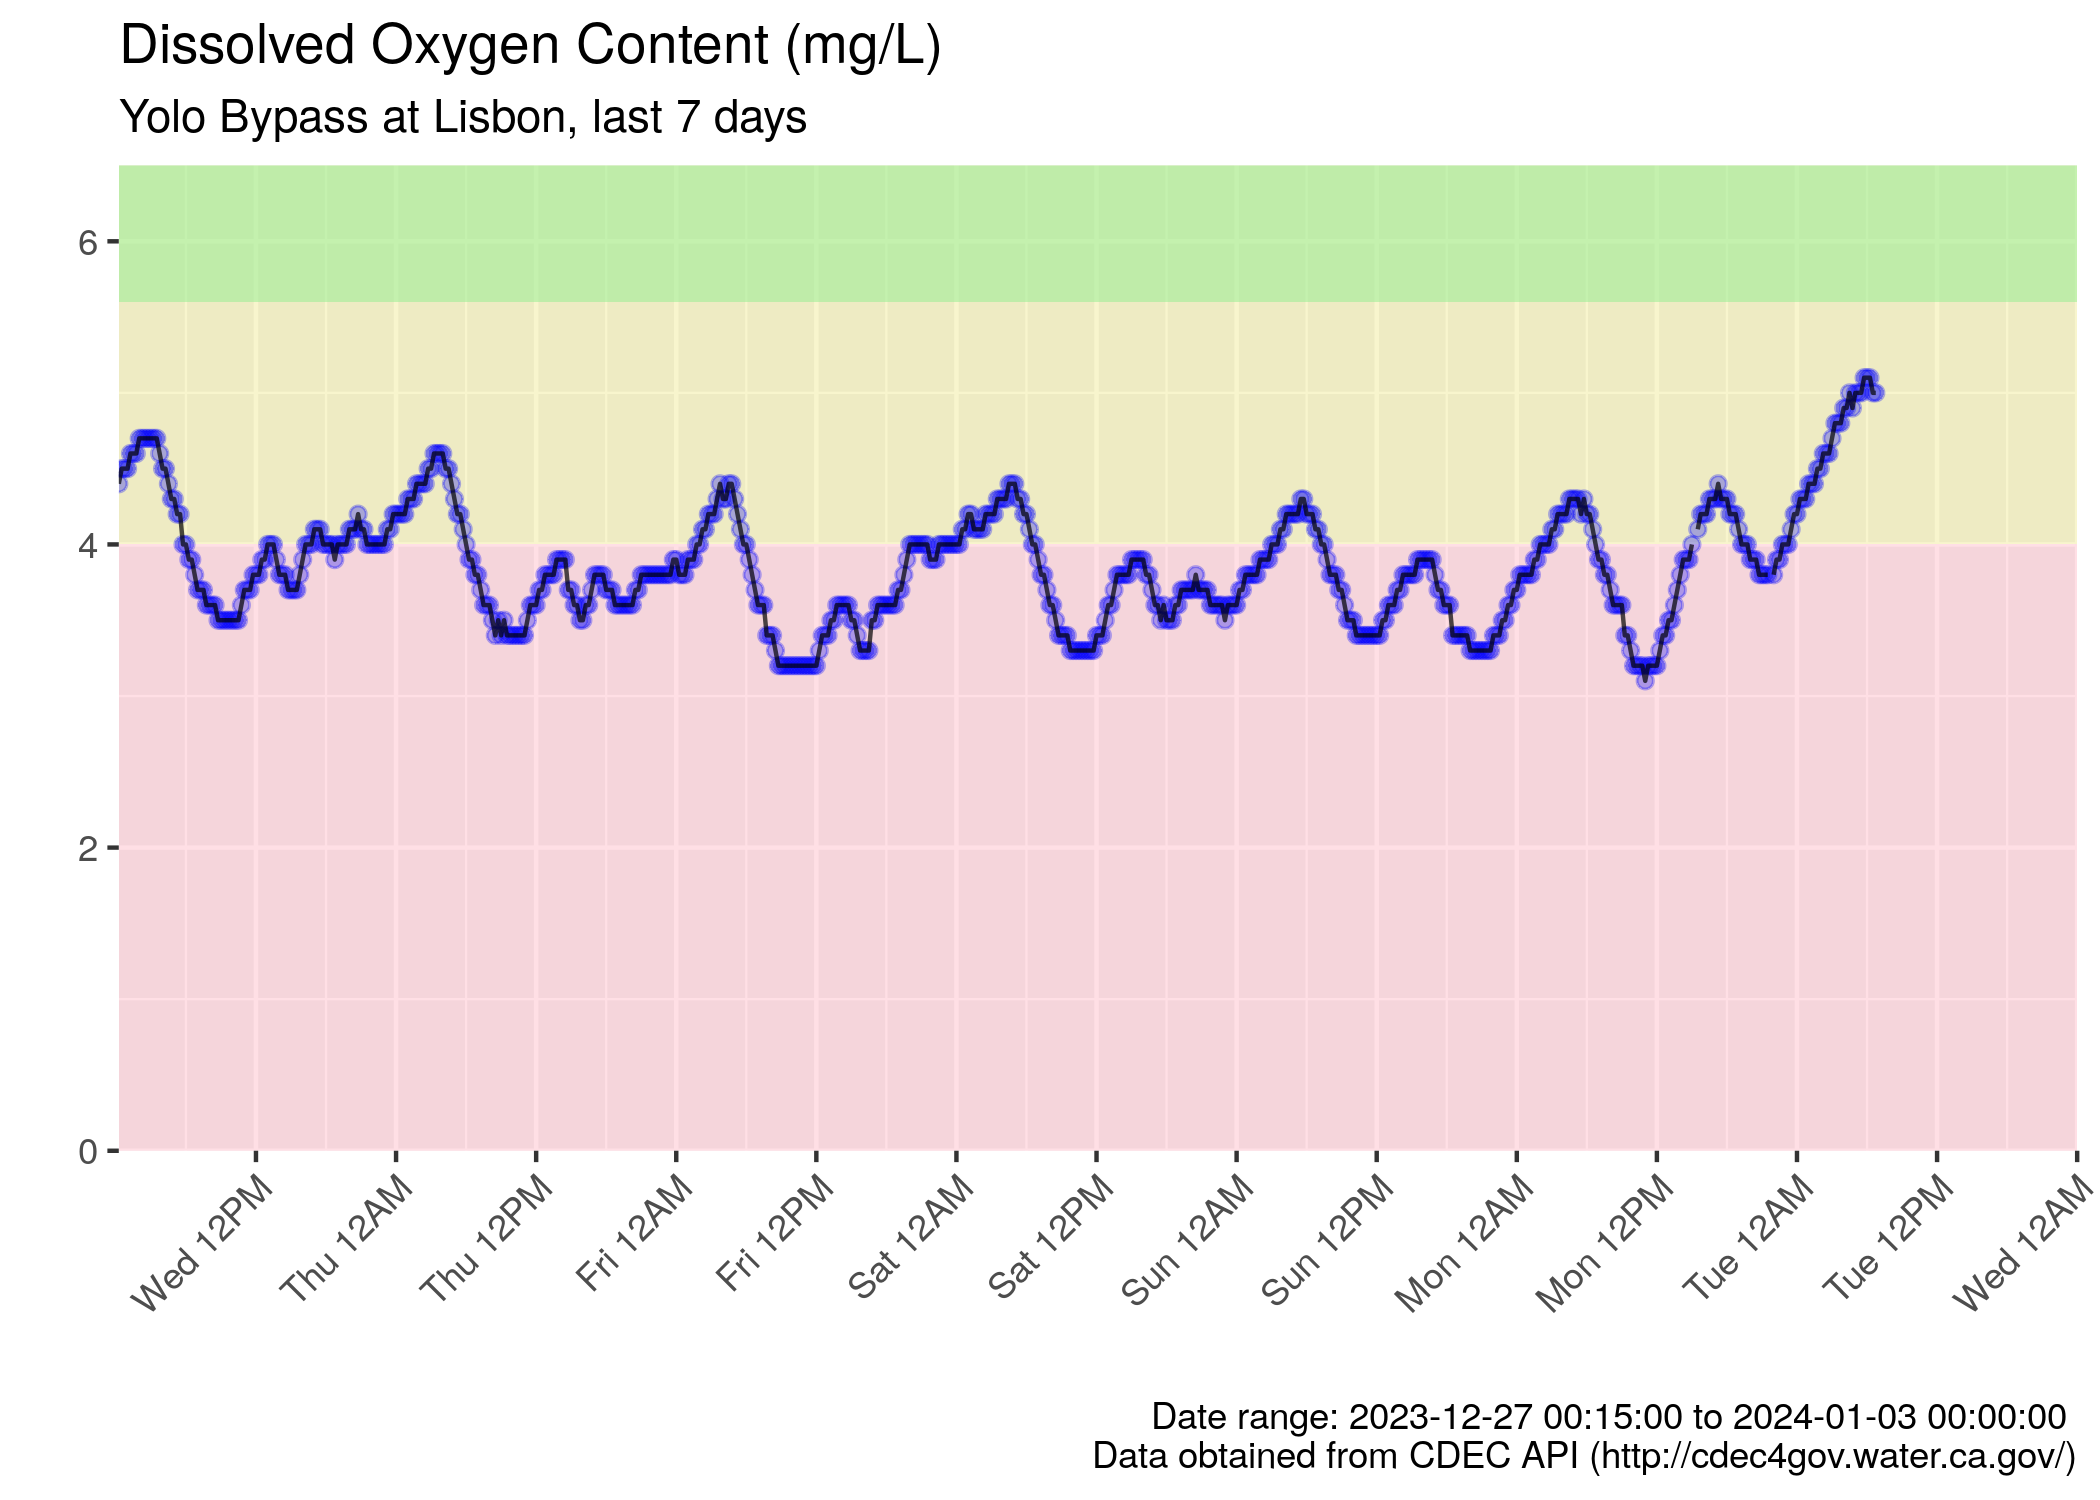 Dissolved Oxygen Content (mg/L)
Yolo Bypass at Lisbon, last 7 days
6
4
2
0
Wed 12PM
Thu 12AM
Thu 12PM
Fri 12AM
Fri 12PM
Sat 12AM
Sat 12PM
Sun 12AM
Sun 12PM
Mon 12AM
Mon 12PM
Tue 12AM
Tue 12PM
Wed 12AM
Date range: 2023-12-27 00:15:00 to 2024-01-03 00:00:00
Data obtained from CDEC API (http://cdec4gov.water.ca.gov/)